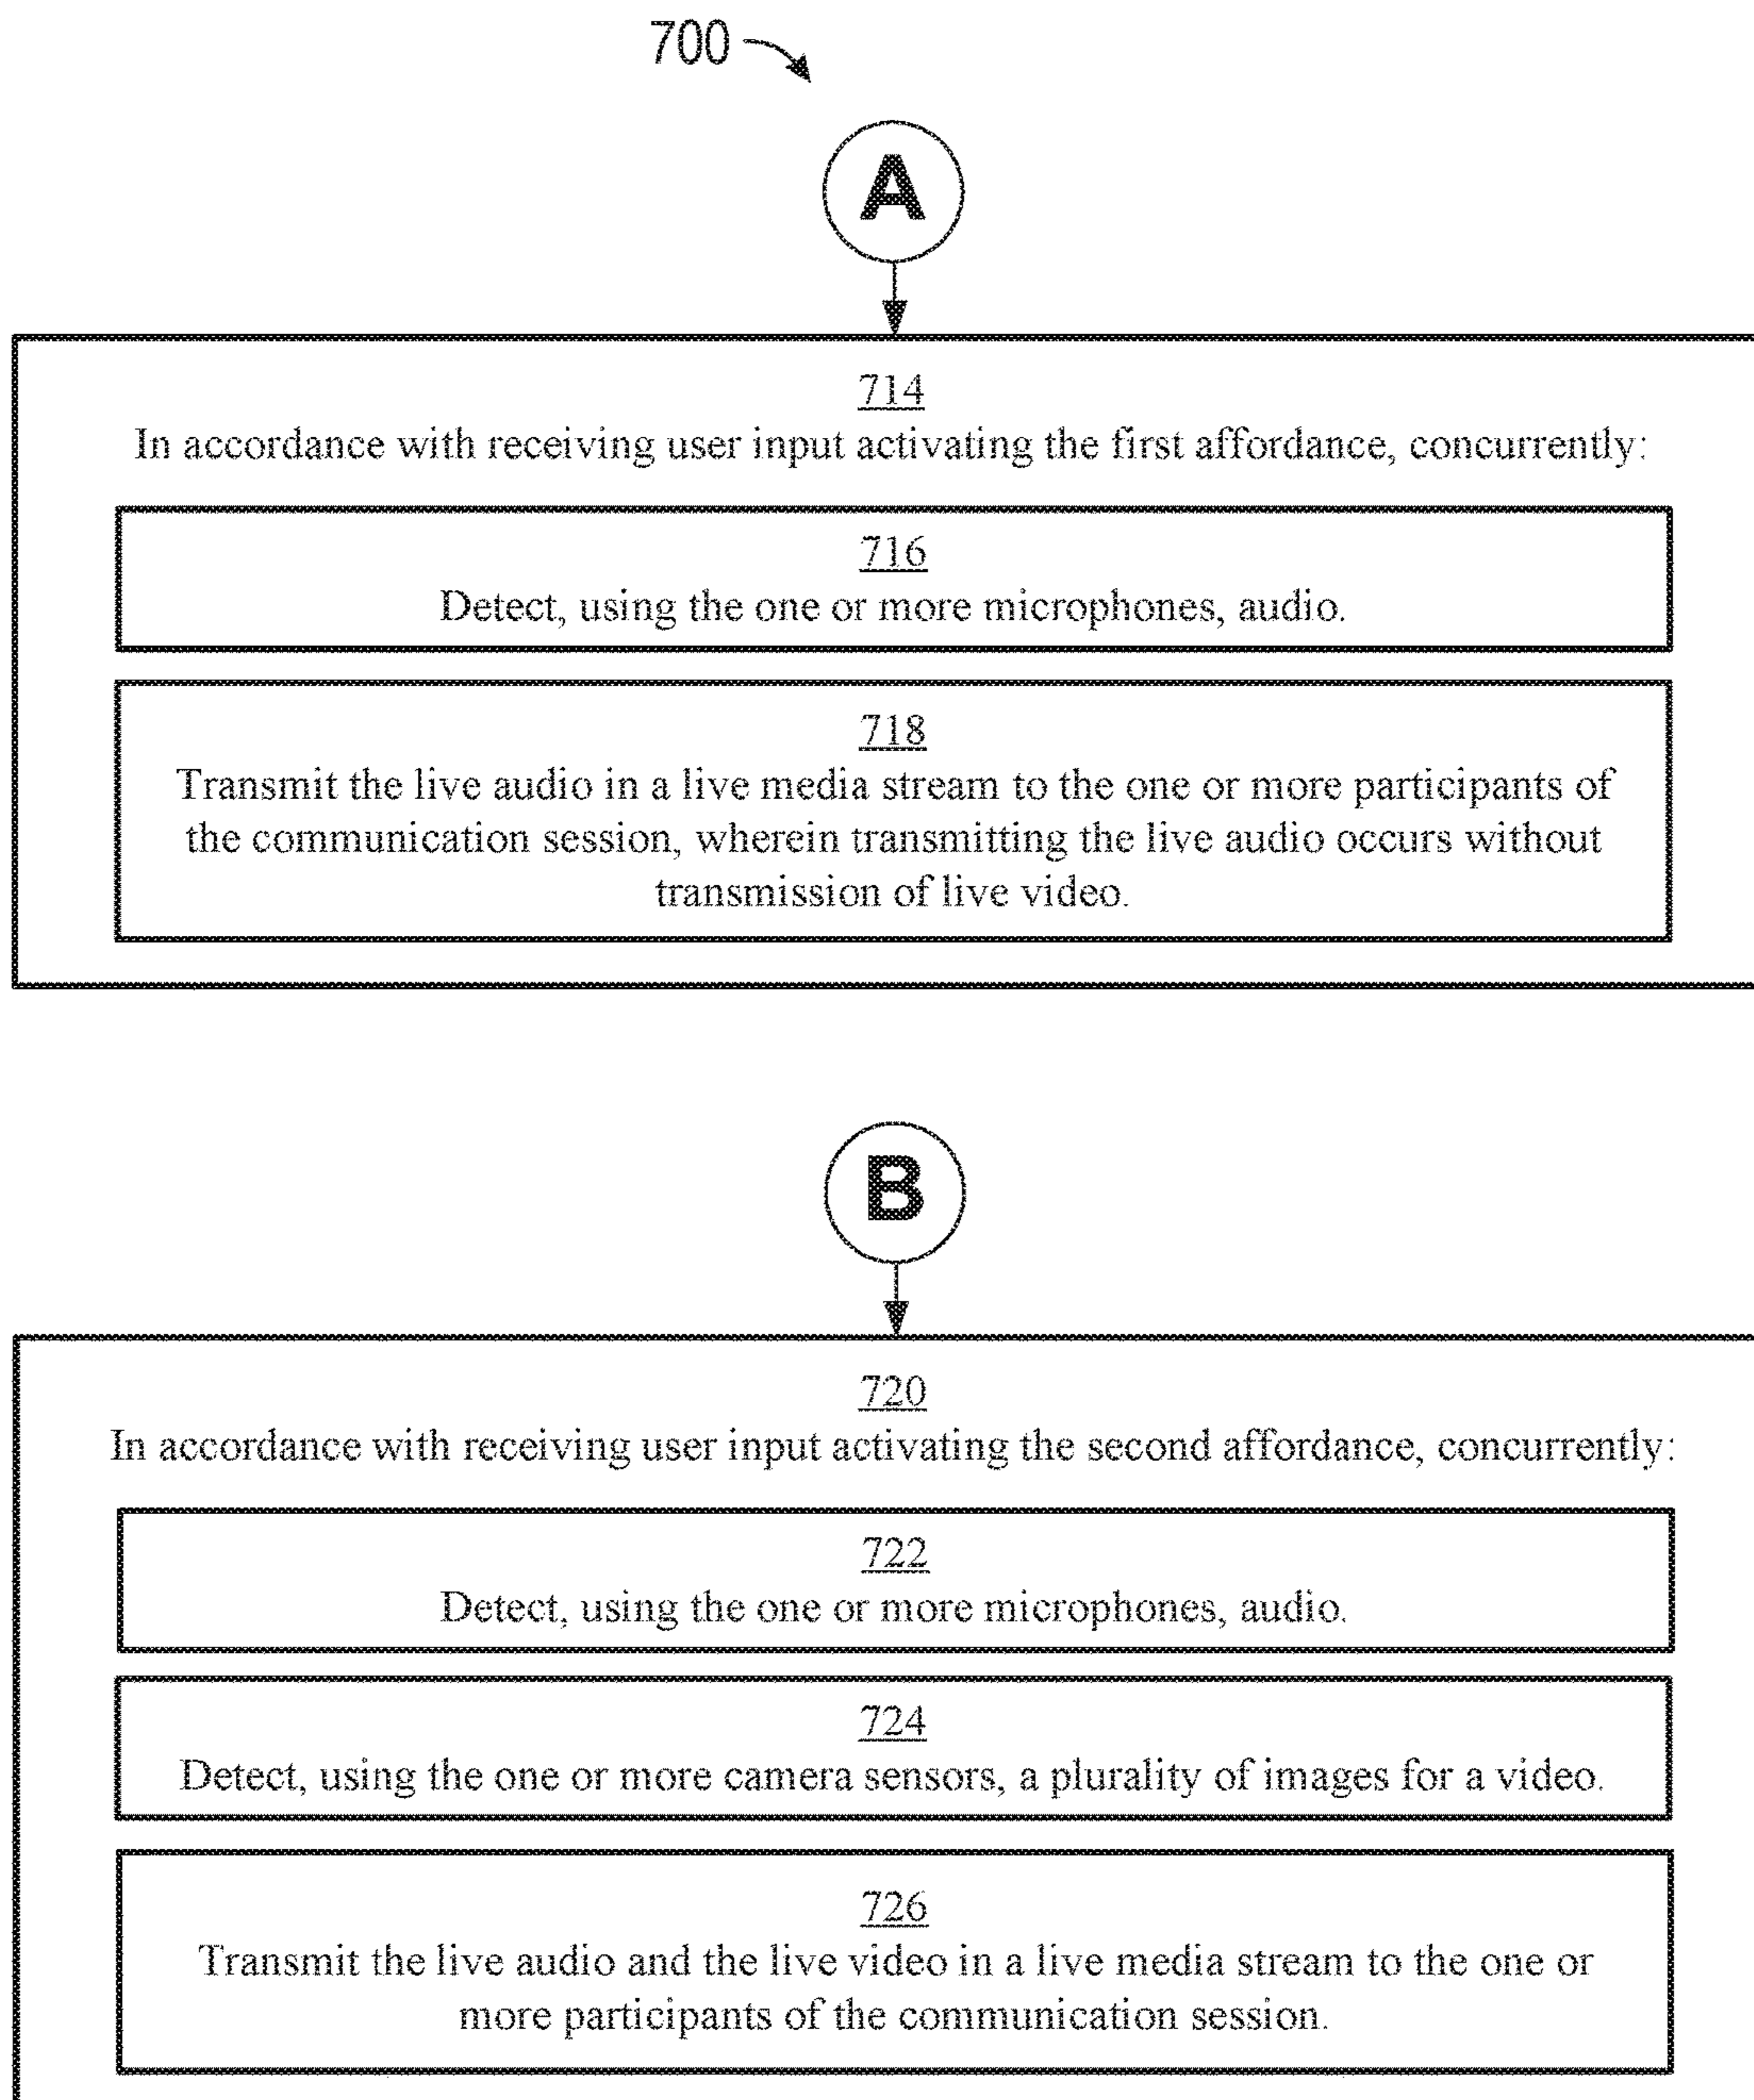 700
A
714
In accordance with receiving user input activating the first affordance, concurrently:
716
Detect, using the one or more microphones, audio.
718
Transmit the live audio in a live media stream to the one or more participants of
the communication session, wherein transmitting the live audio occurs without
transmission of live video.
B
720
In accordance with receiving user input activating the second affordance, concurrently:
722
Detect, using the one or more microphones, audio.
724
Detect, using the one or more camera sensors, a plurality of images for a video.
726
Transmit the live audio and the live video in a live media stream to the one or
more participants of the communication session.